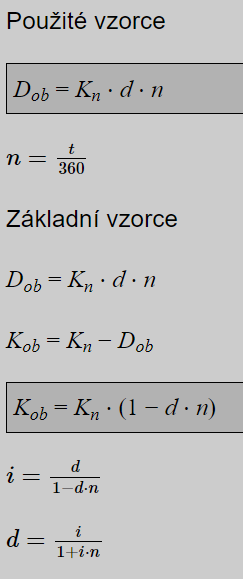 Použité vzorce
D_ob = K_n · d · n
n = t/360
Základní vzorce
D_ob = K_n · d · n
K_ob = K_n − D_ob
K_ob = K_n · (1 − d · n)
i = d/(1−d·n)
d = i/(1+i·n)